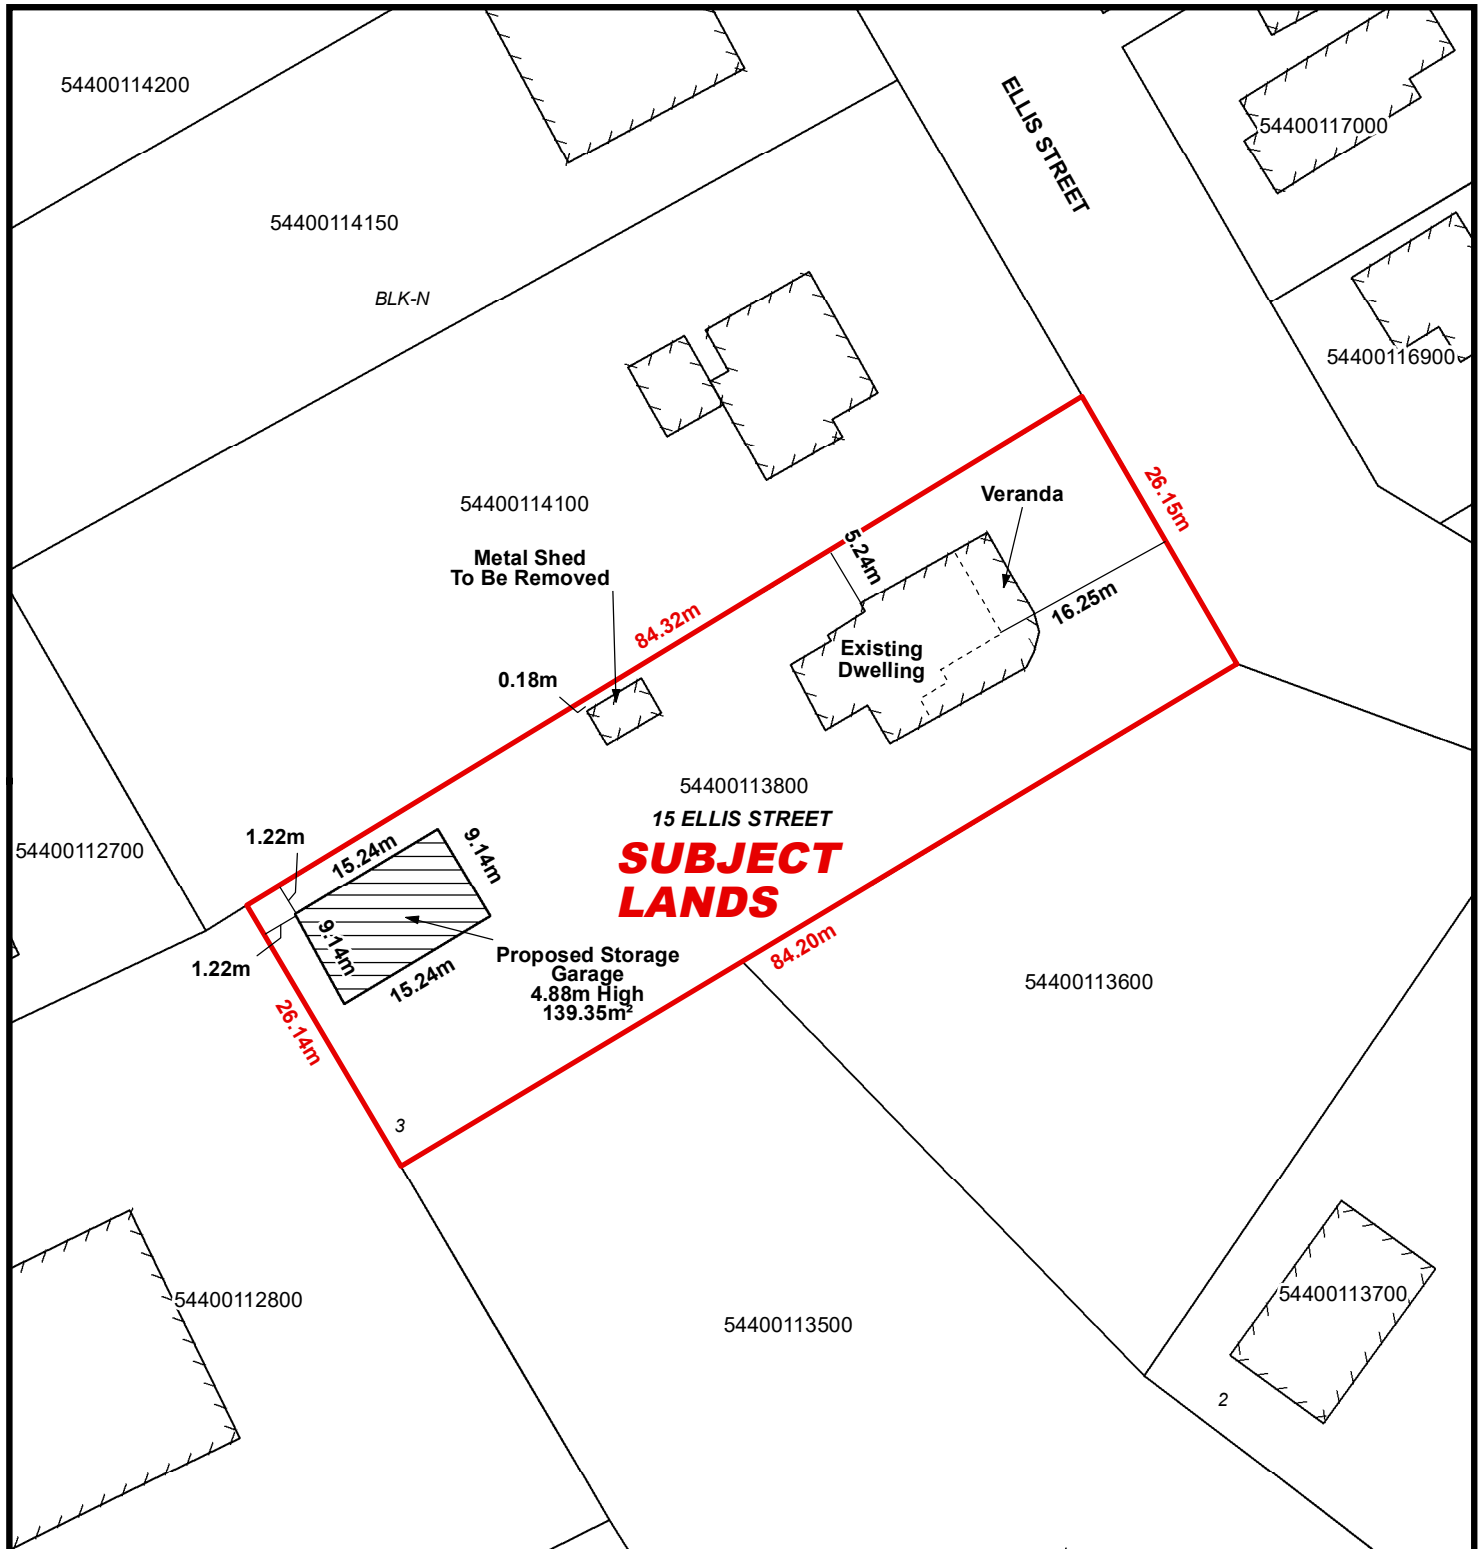 54400114200
ELLIS STREET
54400117000
54400114150
BLK-N
54400116900
54400114100
Veranda
26.15m
5.24m
Metal Shed
To Be Removed
16.25m
84.32m
Existing
Dwelling
0.18m
54400113800
15 ELLIS STREET
SUBJECT
LANDS
54400112700
1.22m
15.24m
9.14m
9.14m
1.22m
15.24m
Proposed Storage
Garage
4.88m High
139.35m²
84.20m
54400113600
26.14m
3
54400112800
54400113500
54400113700
2